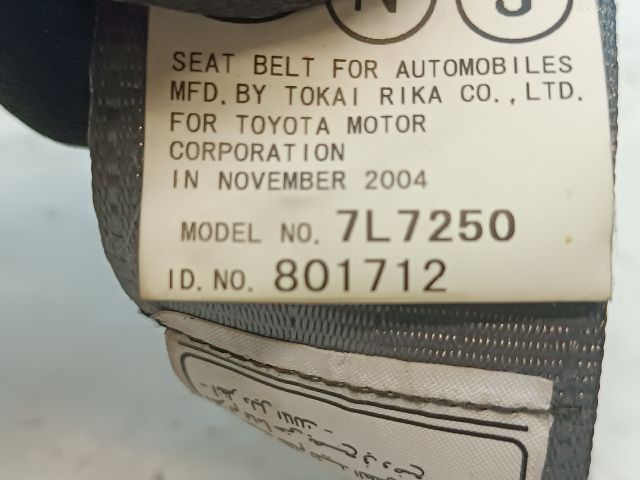 N
SEAT BELT FOR AUTOMOBILES
MFD. BY TOKAI RIKA CO., LTD.
FOR TOYOTA MOTOR
CORPORATION
IN NOVEMBER 2004
MODEL NO. 7L7250
ID. NO. 801712